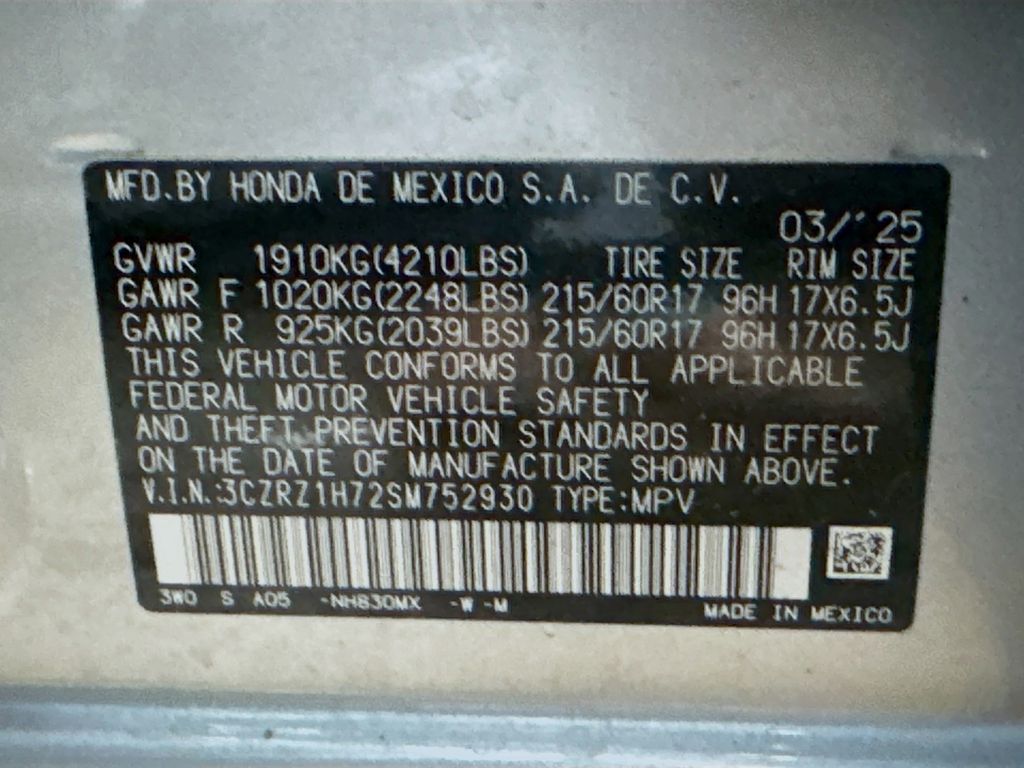 MFD.BY HONDA DE MEXICO S.A. DE C.V.
03/'25
GVWR 1910KG(4210LBS) TIRE SIZE RIM SIZE
GAWR F 1020KG(2248LBS) 215/60R17 96H 17X6.5J
GAWR R 925KG(2039LBS) 215/60R17 96H 17X6.5J
THIS VEHICLE CONFORMS TO ALL APPLICABLE
FEDERAL MOTOR VEHICLE SAFETY
AND THEFT PREVENTION STANDARDS IN EFFECT
ON THE DATE OF MANUFACTURE SHOWN ABOVE.
V.I.N.:3CZRZ1H72SM752930 TYPE:MPV
3W0 S A05 -NH830MX -W -M MADE IN MEXICO